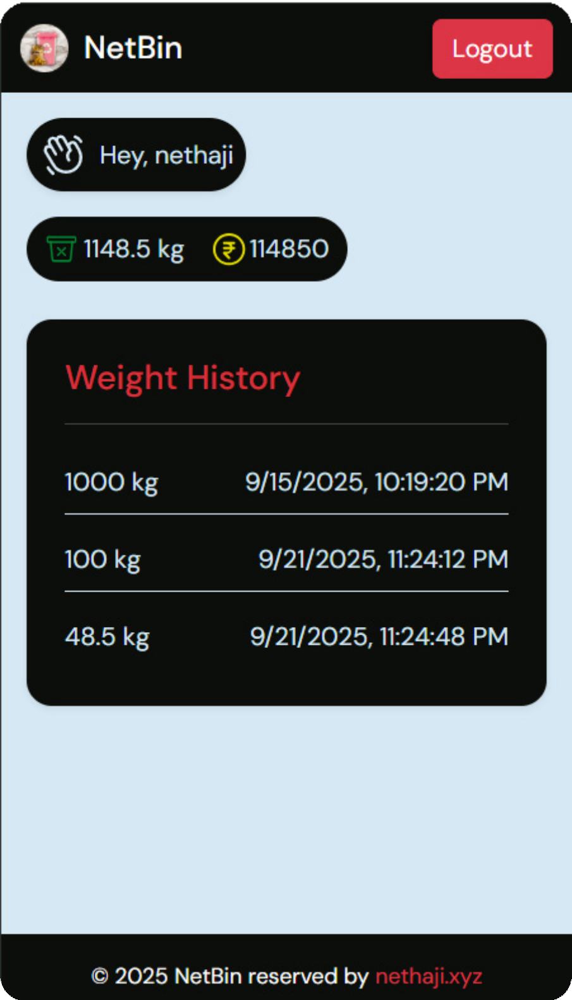 NetBin
Logout
Hey, nethaji
1148.5 kg ₹ 114850
Weight History
1000 kg 9/15/2025, 10:19:20 PM
100 kg 9/21/2025, 11:24:12 PM
48.5 kg 9/21/2025, 11:24:48 PM
© 2025 NetBin reserved by nethaji.xyz